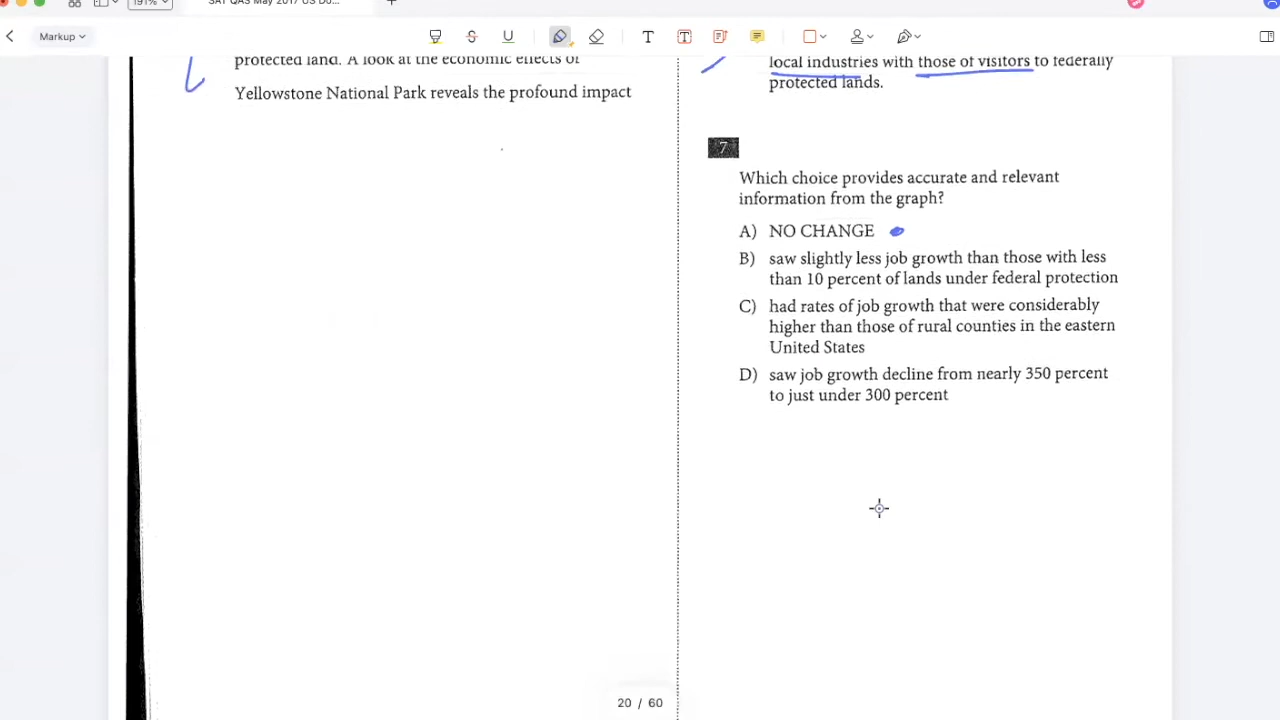 191%
SAT QAS May 2017 US Do...
Markup
protected land. A look at the economic effects of
Yellowstone National Park reveals the profound impact
local industries with those of visitors to federally
protected lands.
7
Which choice provides accurate and relevant
information from the graph?
A) NO CHANGE
B) saw slightly less job growth than those with less
than 10 percent of lands under federal protection
C) had rates of job growth that were considerably
higher than those of rural counties in the eastern
United States
D) saw job growth decline from nearly 350 percent
to just under 300 percent
20 / 60